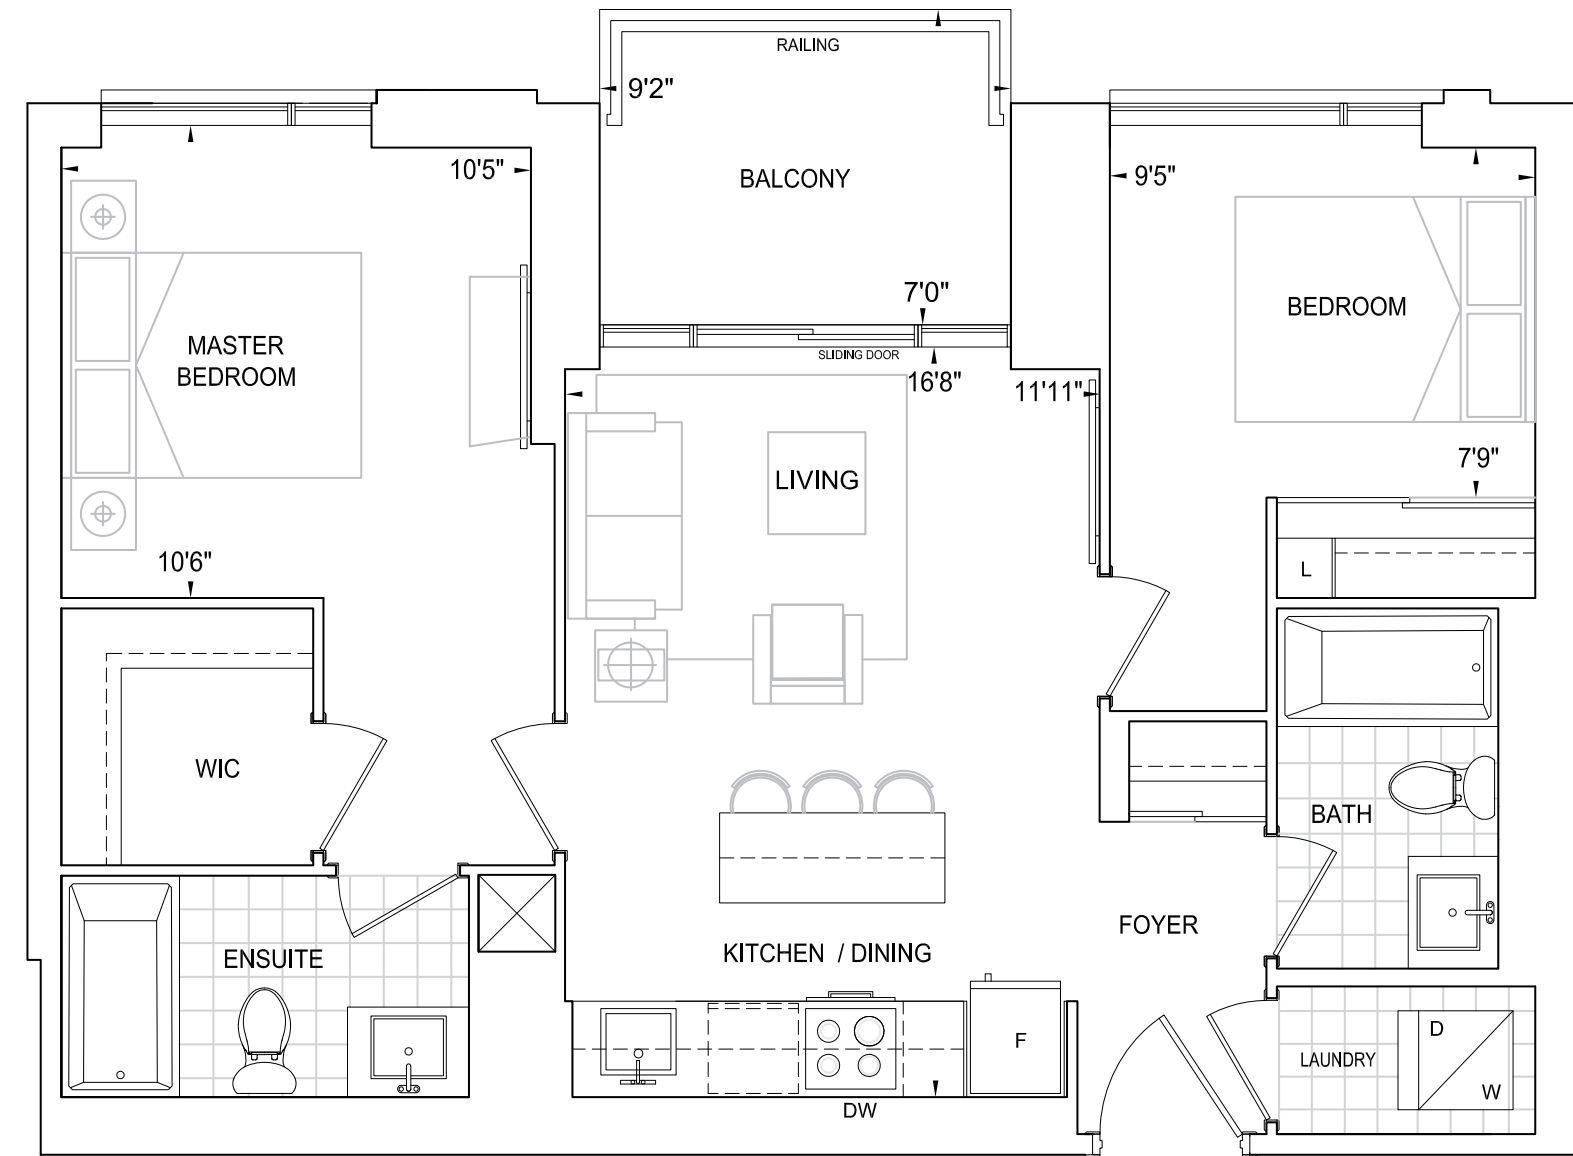 RAILING
9'2"
10'5"
BALCONY
9'5"
7'0"
BEDROOM
MASTER
BEDROOM
SLIDING DOOR
16'8"
11'11"
LIVING
7'9"
10'6"
L
WIC
BATH
FOYER
ENSUITE
KITCHEN / DINING
F
D
LAUNDRY
W
DW